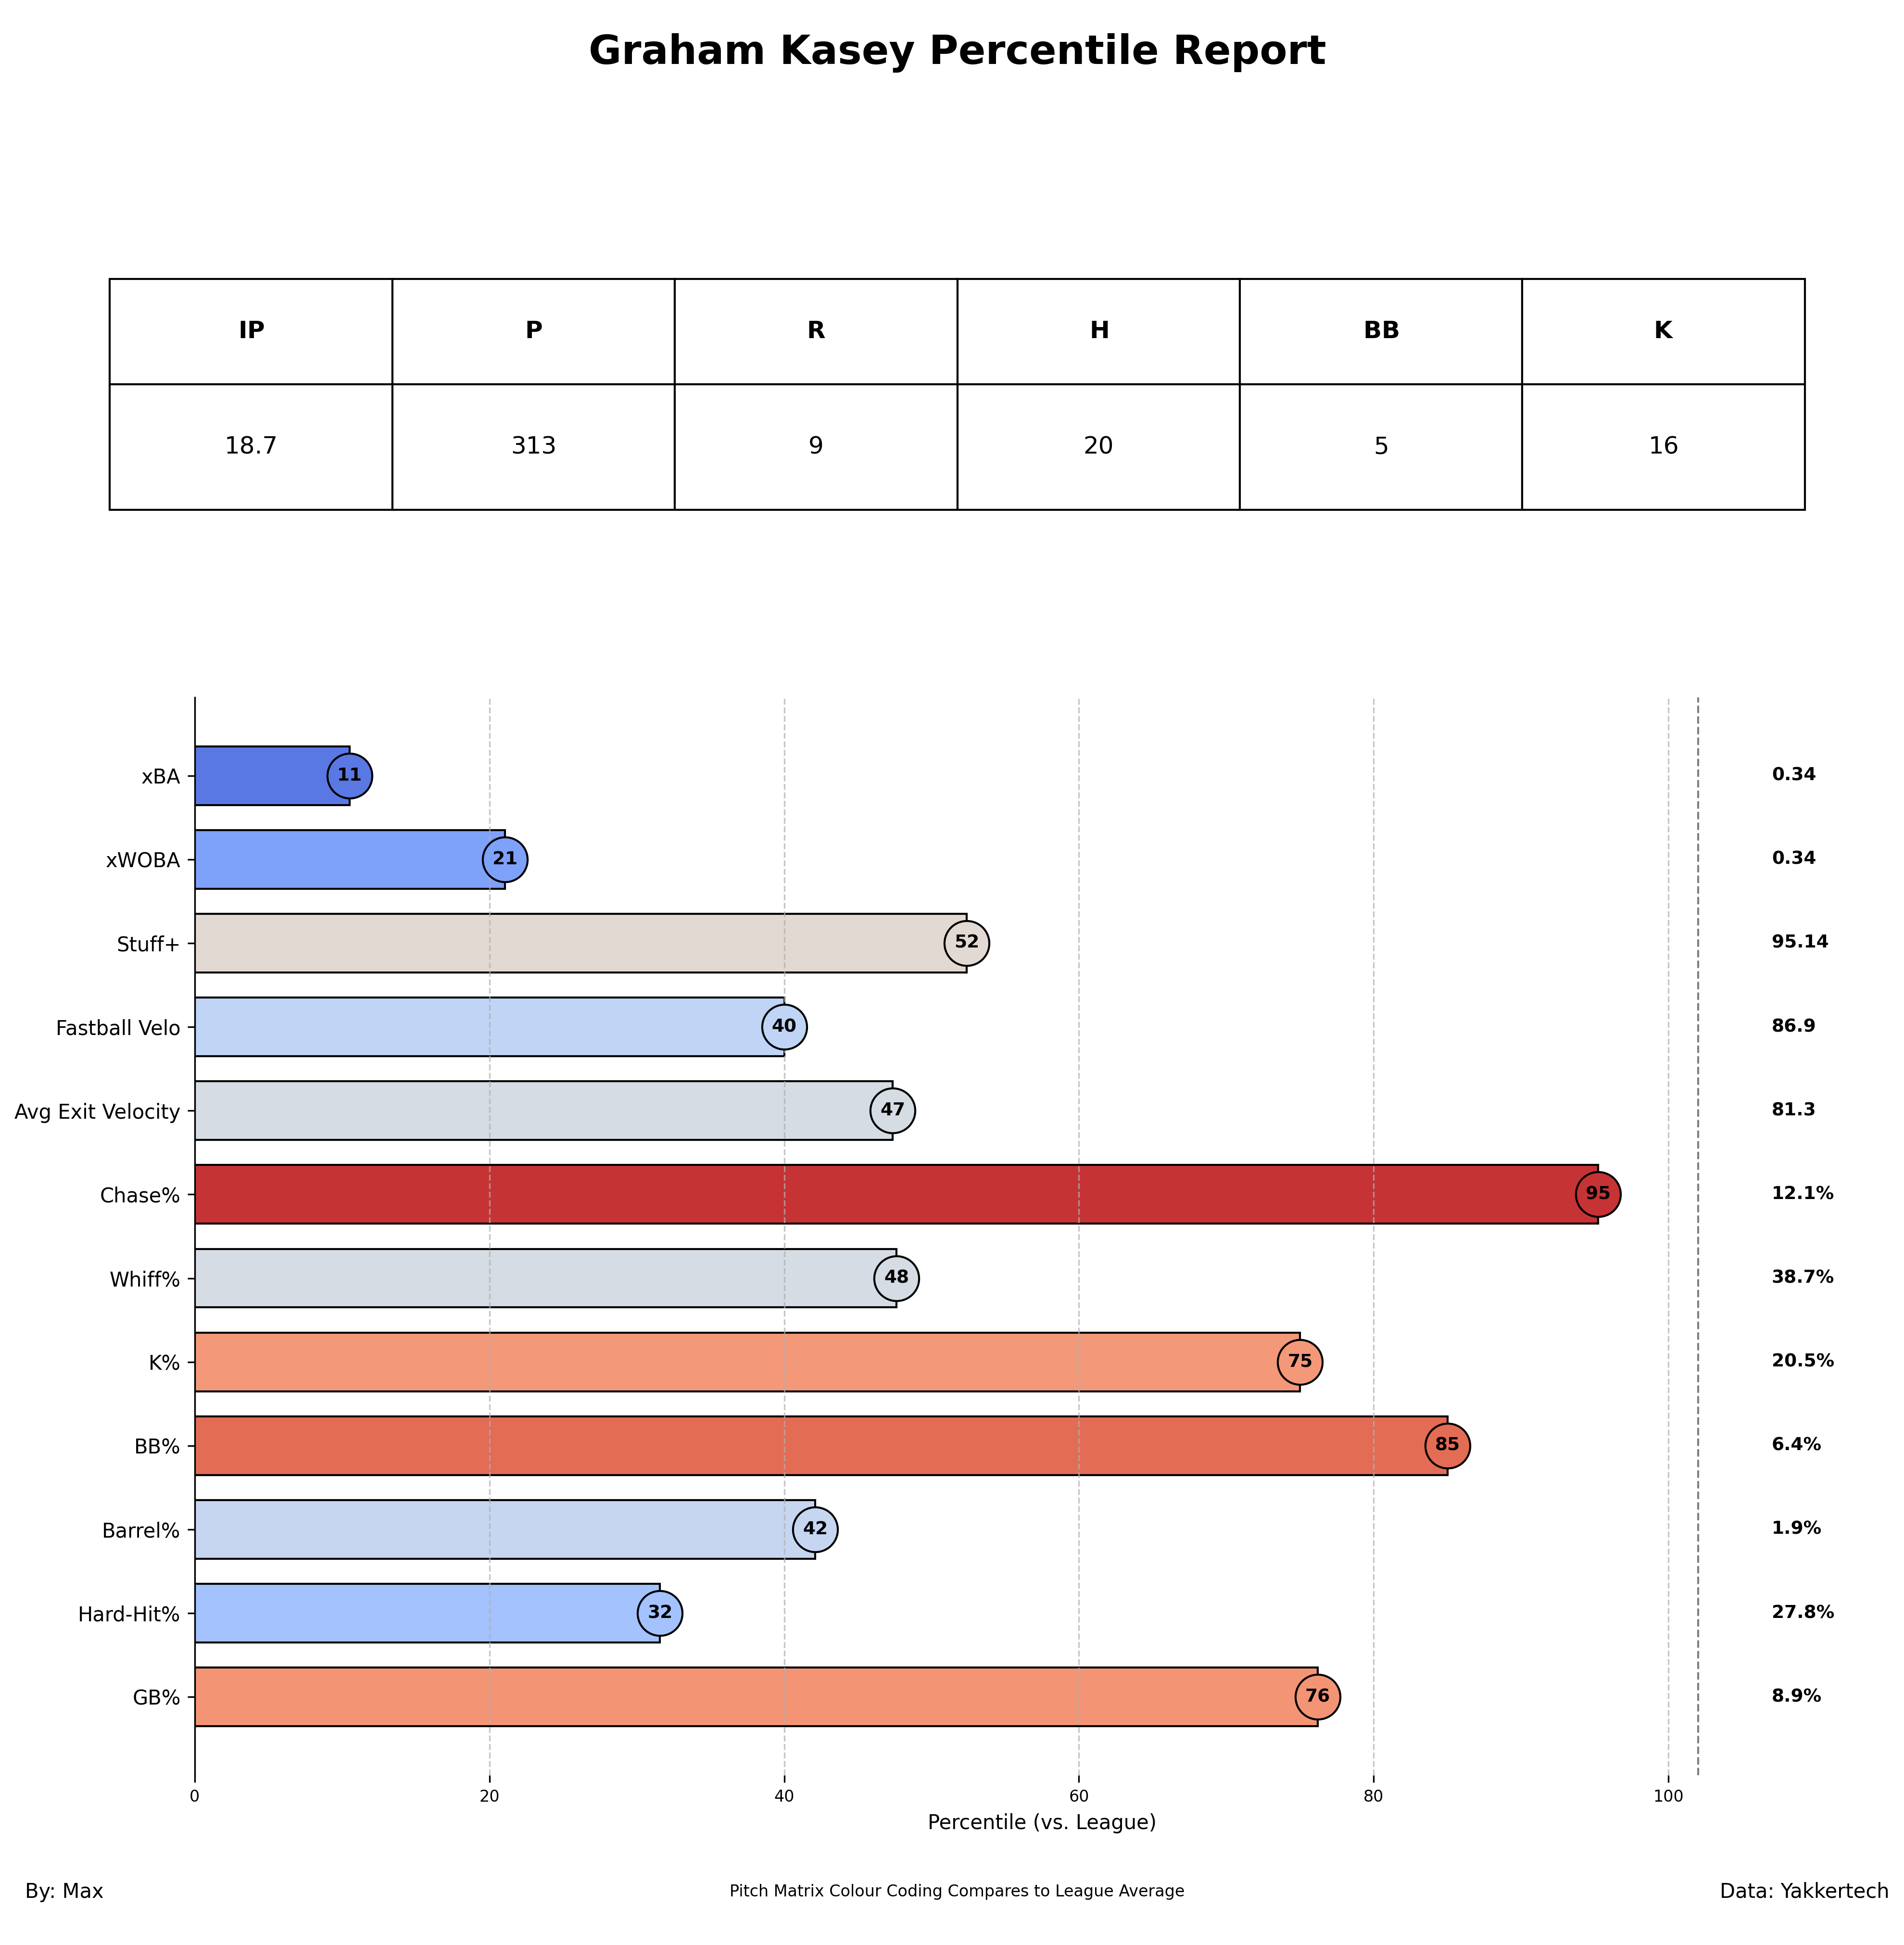 Graham Kasey Percentile Report
IP P R H BB K
18.7 313 9 20 5 16
xBA 11 0.34
xWOBA 21 0.34
Stuff+ 52 95.14
Fastball Velo 40 86.9
Avg Exit Velocity 47 81.3
Chase% 95 12.1%
Whiff% 48 38.7%
K% 75 20.5%
BB% 85 6.4%
Barrel% 42 1.9%
Hard-Hit% 32 27.8%
GB% 76 8.9%
0 20 40 60 80 100
Percentile (vs. League)
By: Max
Pitch Matrix Colour Coding Compares to League Average
Data: Yakkertech